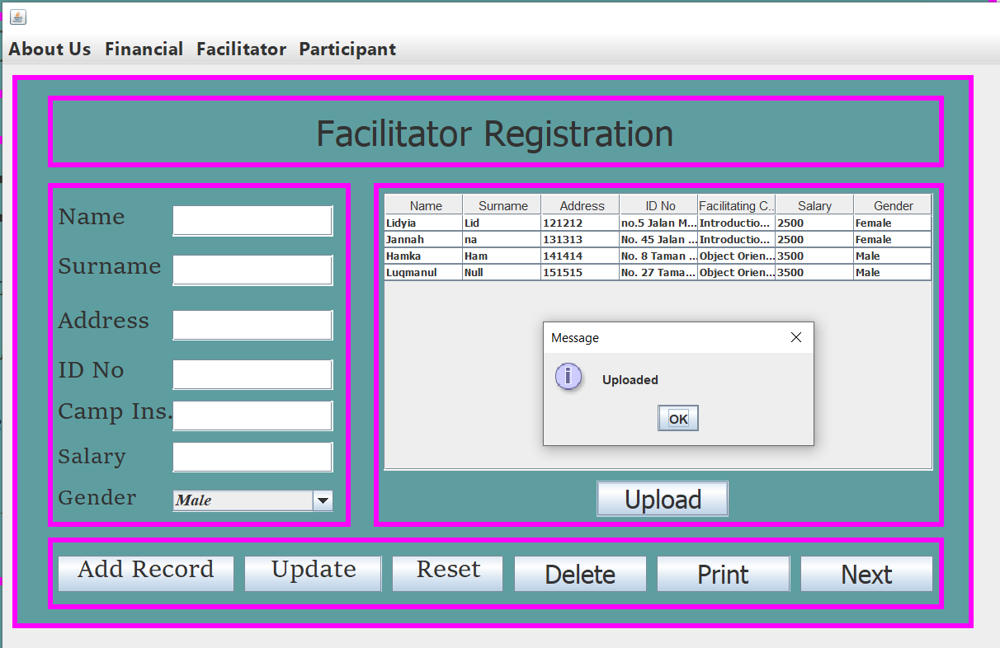 About Us Financial Facilitator Participant
Facilitator Registration
Name
Surname
Address
ID No
Camp Ins.
Salary
Gender Male
Name Surname Address ID No Facilitating C... Salary Gender
Lidyia Lid 121212 no.5 Jalan M... Introductio... 2500 Female
Jannah na 131313 No. 45 Jalan ... Introductio... 2500 Female
Hamka Ham 141414 No. 8 Taman ... Object Orien... 3500 Male
Luqmanul Null 151515 No. 27 Tama... Object Orien... 3500 Male
Message
i
Uploaded
OK
Upload
Add Record Update Reset Delete Print Next